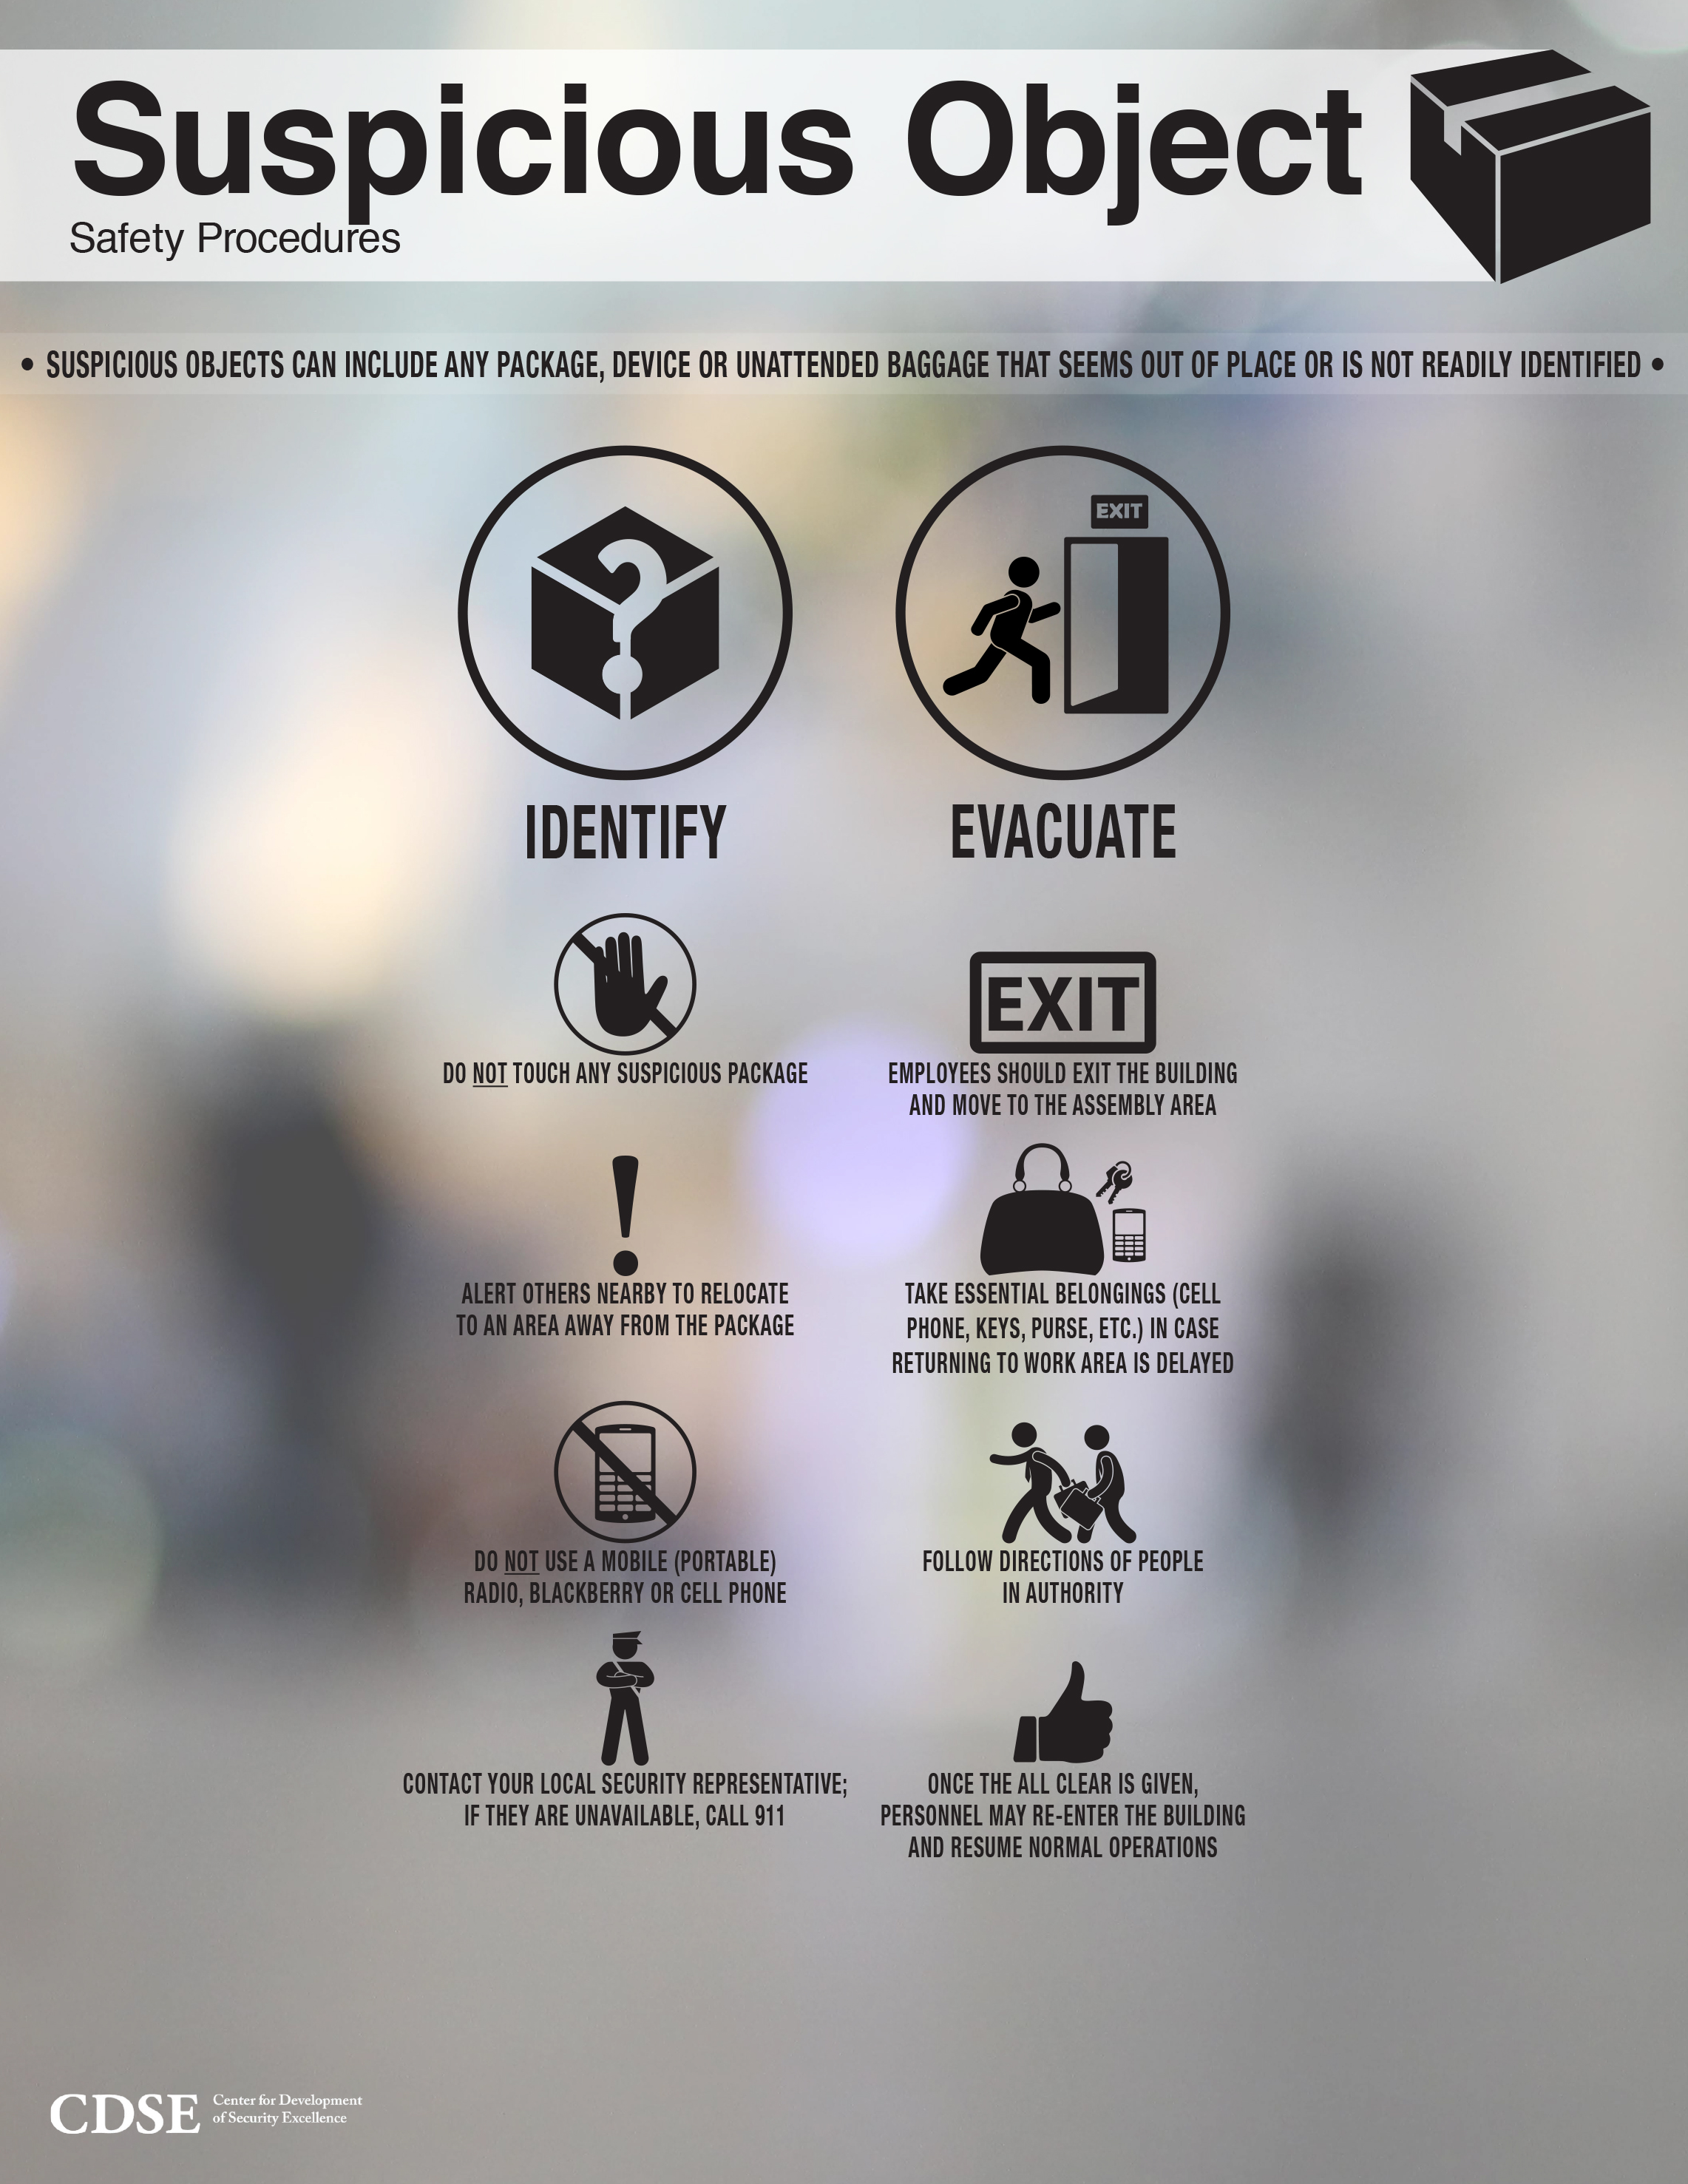 Suspicious Object
Safety Procedures
• SUSPICIOUS OBJECTS CAN INCLUDE ANY PACKAGE, DEVICE OR UNATTENDED BAGGAGE THAT SEEMS OUT OF PLACE OR IS NOT READILY IDENTIFIED •
IDENTIFY
DO NOT TOUCH ANY SUSPICIOUS PACKAGE
ALERT OTHERS NEARBY TO RELOCATE
TO AN AREA AWAY FROM THE PACKAGE
DO NOT USE A MOBILE (PORTABLE)
RADIO, BLACKBERRY OR CELL PHONE
CONTACT YOUR LOCAL SECURITY REPRESENTATIVE;
IF THEY ARE UNAVAILABLE, CALL 911
EXIT
EVACUATE
EXIT
EMPLOYEES SHOULD EXIT THE BUILDING
AND MOVE TO THE ASSEMBLY AREA
TAKE ESSENTIAL BELONGINGS (CELL
PHONE, KEYS, PURSE, ETC.) IN CASE
RETURNING TO WORK AREA IS DELAYED
FOLLOW DIRECTIONS OF PEOPLE
IN AUTHORITY
ONCE THE ALL CLEAR IS GIVEN,
PERSONNEL MAY RE-ENTER THE BUILDING
AND RESUME NORMAL OPERATIONS
CDSE
Center for Development
of Security Excellence